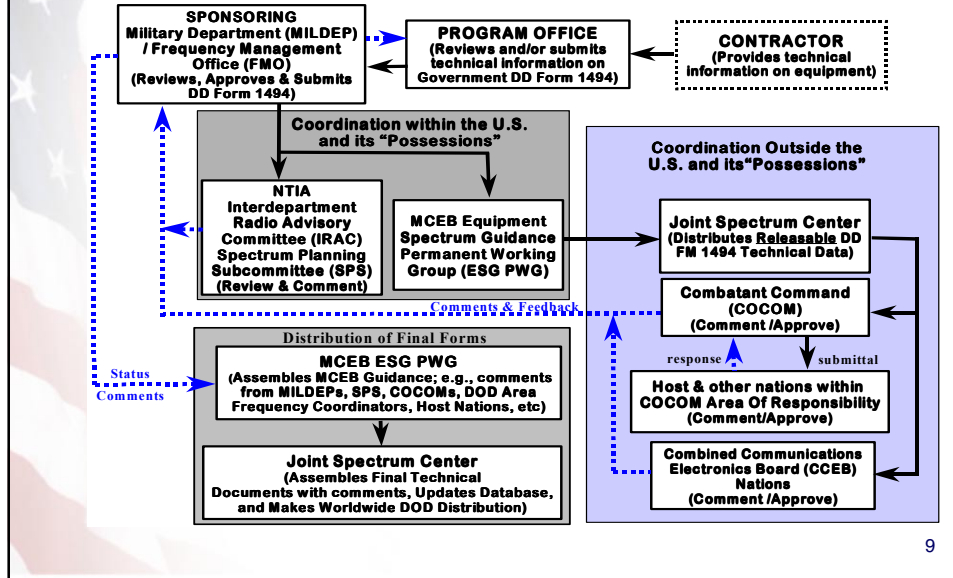 SPONSORING
Military Department (MILDEP)
/ Frequency Management
Office (FMO)
(Reviews, Approves & Submits
DD Form 1494)
PROGRAM OFFICE
(Reviews and/or submits
technical information on
Government DD Form 1494)
CONTRACTOR
(Provides technical
information on equipment)
Coordination within the U.S.
and its “Possessions”
NTIA
Interdepartment
Radio Advisory
Committee (IRAC)
Spectrum Planning
Subcommittee (SPS)
(Review & Comment)
MCEB Equipment
Spectrum Guidance
Permanent Working
Group (ESG PWG)
Coordination Outside the
U.S. and its“Possessions”
Joint Spectrum Center
(Distributes Releasable DD
FM 1494 Technical Data)
Combatant Command
(COCOM)
(Comment /Approve)
response
submittal
Host & other nations within
COCOM Area Of Responsibility
(Comment/Approve)
Combined Communications
Electronics Board (CCEB)
Nations
(Comment /Approve)
Comments & Feedback
Status
Comments
Distribution of Final Forms
MCEB ESG PWG
(Assembles MCEB Guidance; e.g., comments
from MILDEPs, SPS, COCOMs, DOD Area
Frequency Coordinators, Host Nations, etc)
Joint Spectrum Center
(Assembles Final Technical
Documents with comments, Updates Database,
and Makes Worldwide DOD Distribution)
9